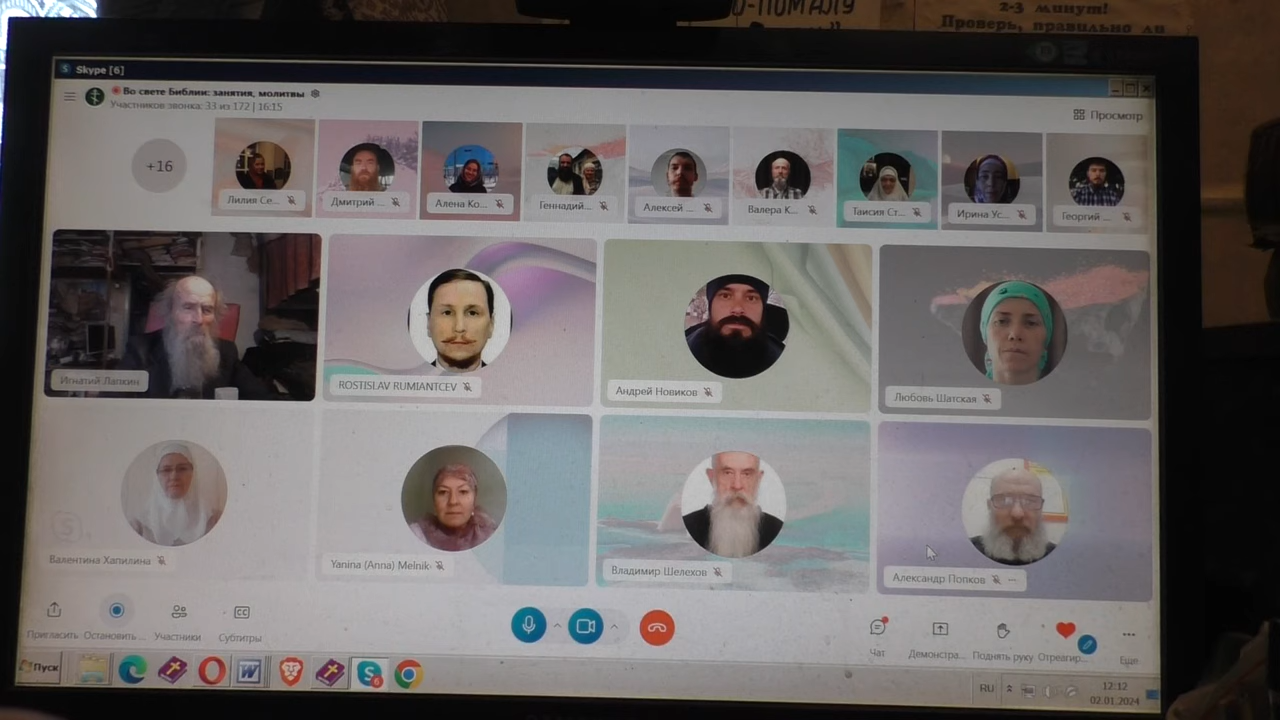 О-ПОМАЛУ
2-3 минут!
Проверь, правильно ли
Skype [6]
Во свете Библии: занятия, молитвы
Участников звонка: 33 из 172 | 16:15
Просмотр
+16
Лилия Се...
Дмитрий ...
Алена Ко...
Геннадий...
Алексей ...
Валера К...
Таисия Ст...
Ирина Ус...
Георгий ...
Игнатий Лапкин
ROSTISLAV RUMIANTCEV
Андрей Новиков
Любовь Шатская
Валентина Хапилина
Yanina (Anna) Melnik
Владимир Шелехов
Александр Попков
Пригласить
Остановить ...
Участники
CC
Субтитры
Чат
Демонстра...
Поднять руку
Отреагир...
Еще
Пуск
W
S
6
RU
12:12
02.01.2024